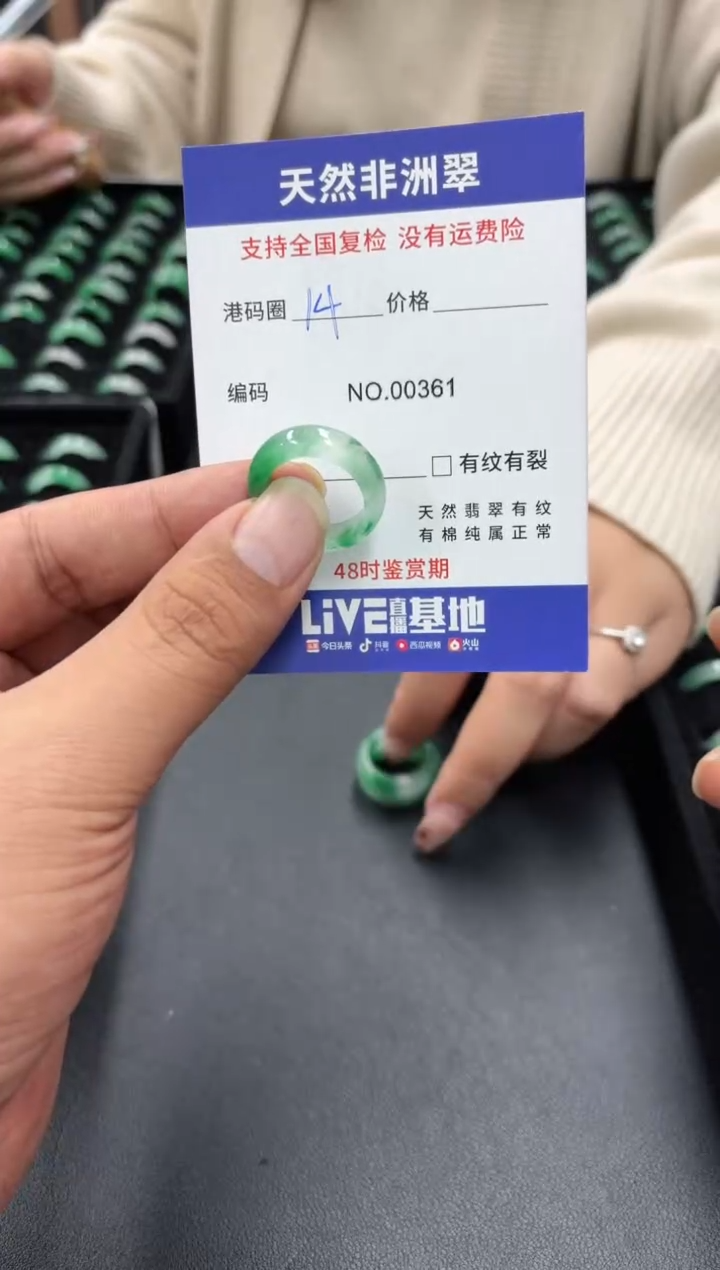 天然非洲翠
支持全国复检 没有运费险
港码圈 14 价格
编码 NO.00361
有纹有裂
天然翡翠有纹
有棉纯属正常
48时鉴赏期
LiVE直播基地
今日头条 抖音 西瓜视频 火山